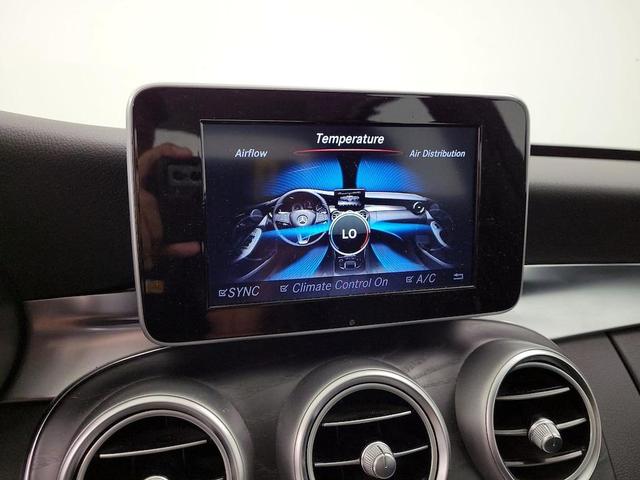 Temperature
Airflow Air Distribution
LO
SYNC Climate Control On A/C